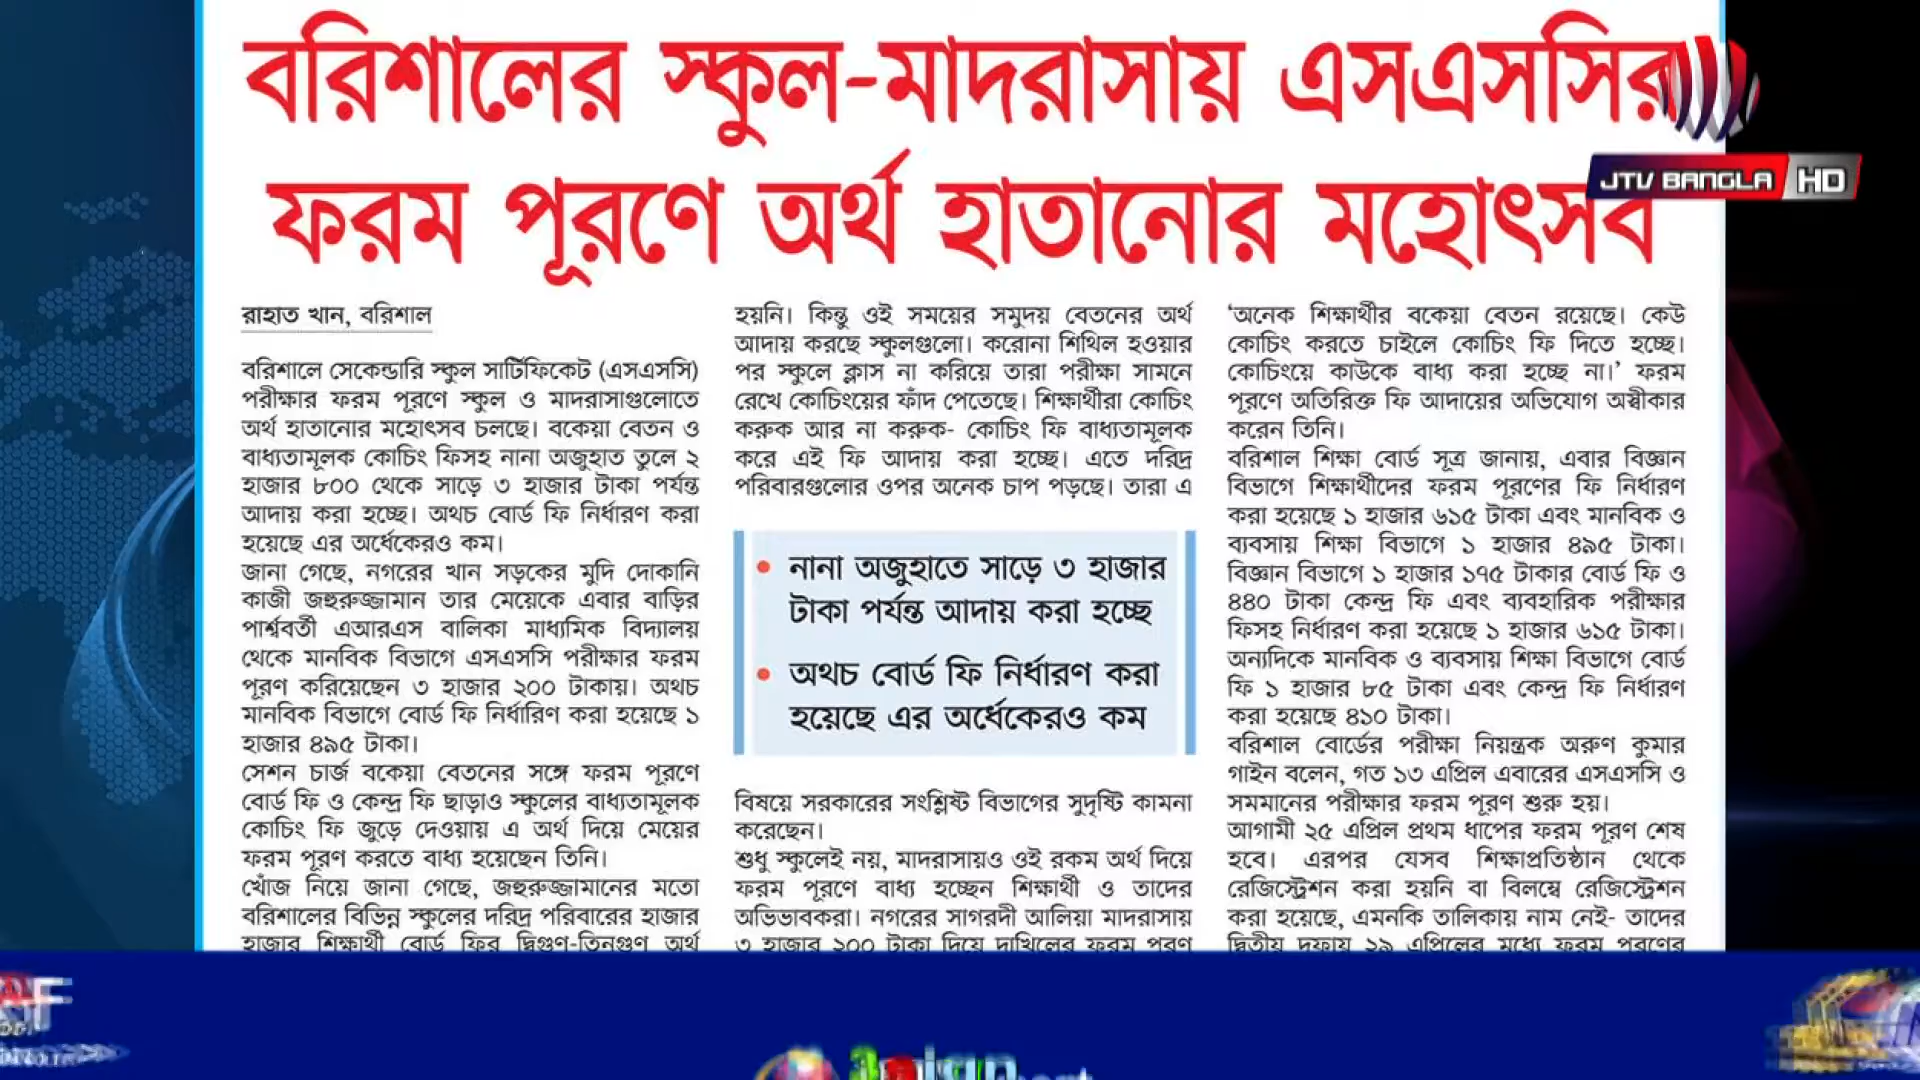 বরিশালের স্কুল-মাদরাসায় এসএসসির
ফরম পূরণে অর্থ হাতানোর মহোৎসব
JTV BANGLA HD
রাহাত খান, বরিশাল
বরিশালে সেকেন্ডারি স্কুল সার্টিফিকেট (এসএসসি)
পরীক্ষার ফরম পূরণে স্কুল ও মাদরাসাগুলোতে
অর্থ হাতানোর মহোৎসব চলছে। বকেয়া বেতন ও
বাধ্যতামূলক কোচিং ফিসহ নানা অজুহাত তুলে ২
হাজার ৮০০ থেকে সাড়ে ৩ হাজার টাকা পর্যন্ত
আদায় করা হচ্ছে। অথচ বোর্ড ফি নির্ধারণ করা
হয়েছে এর অর্ধেকেরও কম।
জানা গেছে, নগরের খান সড়কের মুদি দোকানি
কাজী জহুরুজ্জামান তার মেয়েকে এবার বাড়ির
পার্শ্ববর্তী এআরএস বালিকা মাধ্যমিক বিদ্যালয়
থেকে মানবিক বিভাগে এসএসসি পরীক্ষার ফরম
পূরণ করিয়েছেন ৩ হাজার ২০০ টাকায়। অথচ
মানবিক বিভাগে বোর্ড ফি নির্ধারিণ করা হয়েছে ১
হাজার ৪৯৫ টাকা।
সেশন চার্জ বকেয়া বেতনের সঙ্গে ফরম পূরণে
বোর্ড ফি ও কেন্দ্র ফি ছাড়াও স্কুলের বাধ্যতামূলক
কোচিং ফি জুড়ে দেওয়ায় এ অর্থ দিয়ে মেয়ের
ফরম পূরণ করতে বাধ্য হয়েছেন তিনি।
খোঁজ নিয়ে জানা গেছে, জহুরুজ্জামানের মতো
বরিশালের বিভিন্ন স্কুলের দরিদ্র পরিবারের হাজার
হাজার শিক্ষার্থী বোর্ড ফির দ্বিগুণ-তিনগুণ অর্থ
হয়নি। কিন্তু ওই সময়ের সমুদয় বেতনের অর্থ
আদায় করছে স্কুলগুলো। করোনা শিথিল হওয়ার
পর স্কুলে ক্লাস না করিয়ে তারা পরীক্ষা সামনে
রেখে কোচিংয়ের ফাঁদ পেতেছে। শিক্ষার্থীরা কোচিং
করুক আর না করুক- কোচিং ফি বাধ্যতামূলক
করে এই ফি আদায় করা হচ্ছে। এতে দরিদ্র
পরিবারগুলোর ওপর অনেক চাপ পড়ছে। তারা এ
• নানা অজুহাতে সাড়ে ৩ হাজার
টাকা পর্যন্ত আদায় করা হচ্ছে
• অথচ বোর্ড ফি নির্ধারণ করা
হয়েছে এর অর্ধেকেরও কম
বিষয়ে সরকারের সংশ্লিষ্ট বিভাগের সুদৃষ্টি কামনা
করেছেন।
শুধু স্কুলেই নয়, মাদরাসায়ও ওই রকম অর্থ দিয়ে
ফরম পূরণে বাধ্য হচ্ছেন শিক্ষার্থী ও তাদের
অভিভাবকরা। নগরের সাগরদী আলিয়া মাদরাসায়
৩ হাজার ২০০ টাকা দিয়ে দাখিলের ফরম পূরণ
‘অনেক শিক্ষার্থীর বকেয়া বেতন রয়েছে। কেউ
কোচিং করতে চাইলে কোচিং ফি দিতে হচ্ছে।
কোচিংয়ে কাউকে বাধ্য করা হচ্ছে না।’ ফরম
পূরণে অতিরিক্ত ফি আদায়ের অভিযোগ অস্বীকার
করেন তিনি।
বরিশাল শিক্ষা বোর্ড সূত্র জানায়, এবার বিজ্ঞান
বিভাগে শিক্ষার্থীদের ফরম পূরণের ফি নির্ধারণ
করা হয়েছে ১ হাজার ৬১৫ টাকা এবং মানবিক ও
ব্যবসায় শিক্ষা বিভাগে ১ হাজার ৪৯৫ টাকা।
বিজ্ঞান বিভাগে ১ হাজার ১৭৫ টাকার বোর্ড ফি ও
৪৪০ টাকা কেন্দ্র ফি এবং ব্যবহারিক পরীক্ষার
ফিসহ নির্ধারণ করা হয়েছে ১ হাজার ৬১৫ টাকা।
অন্যদিকে মানবিক ও ব্যবসায় শিক্ষা বিভাগে বোর্ড
ফি ১ হাজার ৮৫ টাকা এবং কেন্দ্র ফি নির্ধারণ
করা হয়েছে ৪১০ টাকা।
বরিশাল বোর্ডের পরীক্ষা নিয়ন্ত্রক অরুণ কুমার
গাইন বলেন, গত ১৩ এপ্রিল এবারের এসএসসি ও
সমমানের পরীক্ষার ফরম পূরণ শুরু হয়।
আগামী ২৫ এপ্রিল প্রথম ধাপের ফরম পূরণ শেষ
হবে। এরপর যেসব শিক্ষাপ্রতিষ্ঠান থেকে
রেজিস্ট্রেশন করা হয়নি বা বিলম্বে রেজিস্ট্রেশন
করা হয়েছে, এমনকি তালিকায় নাম নেই- তাদের
দ্বিতীয় দফায় ২৯ এপ্রিলের মধ্যে ফরম পূরণের